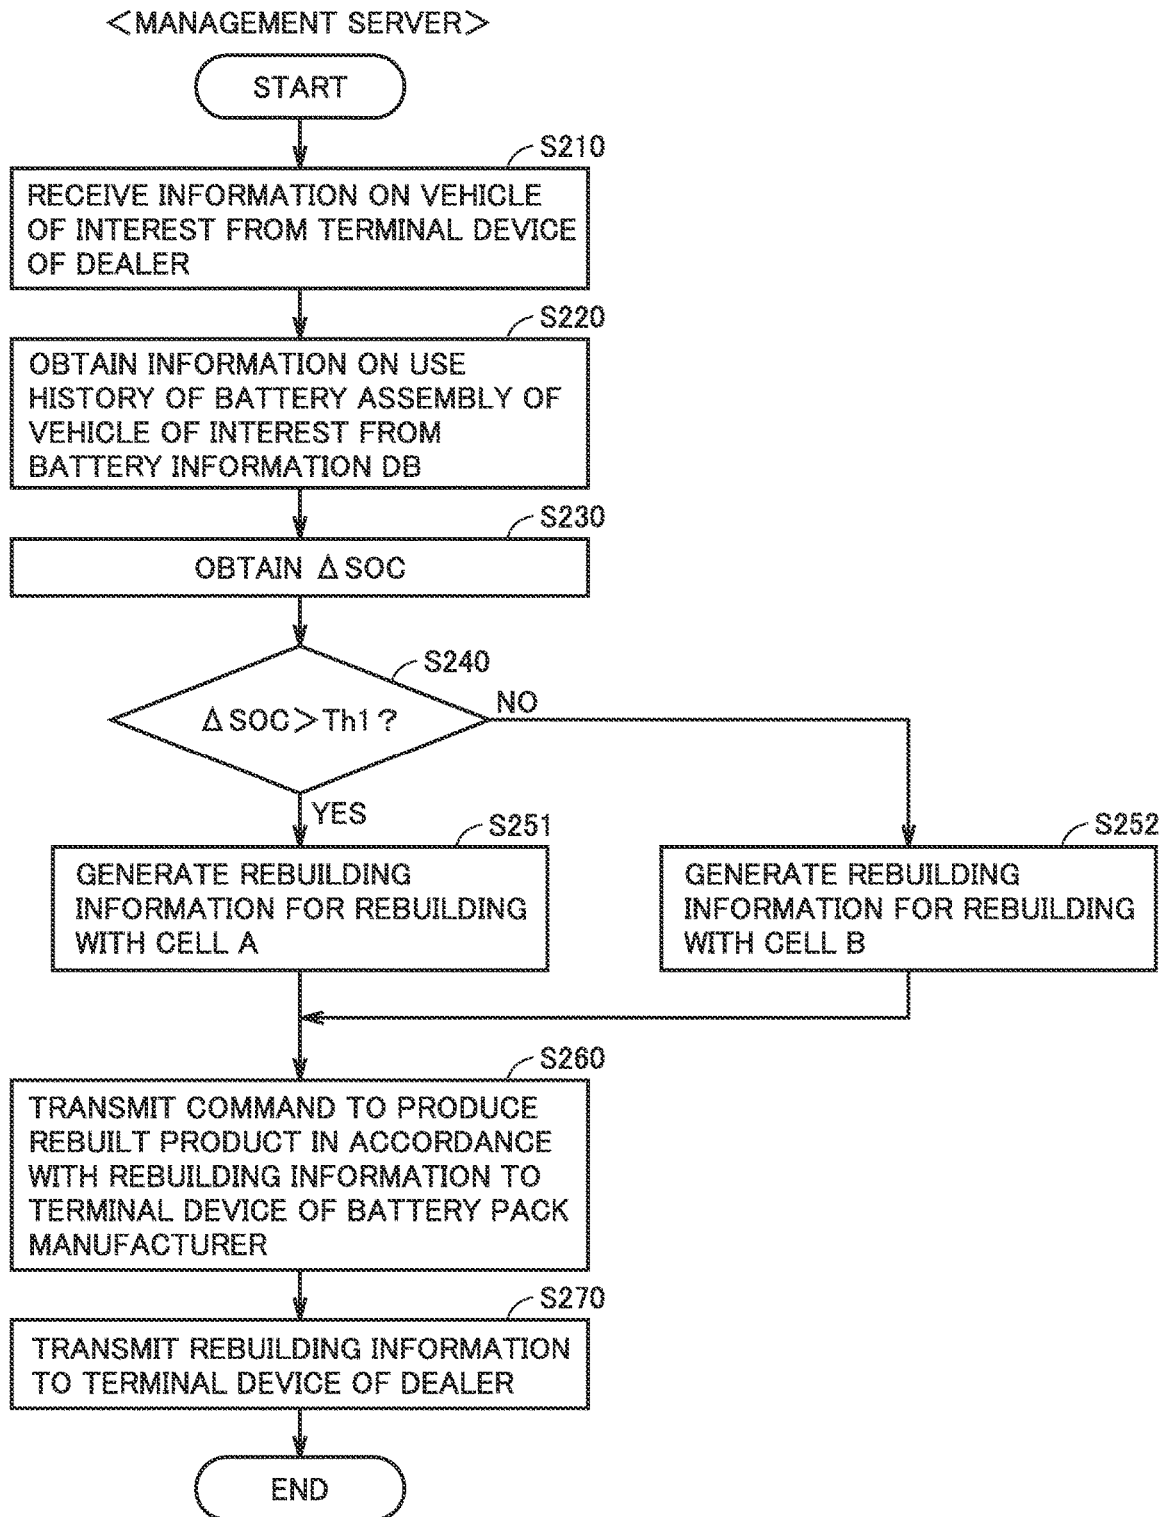 <MANAGEMENT SERVER>
START
S210
RECEIVE INFORMATION ON VEHICLE
OF INTEREST FROM TERMINAL DEVICE
OF DEALER
S220
OBTAIN INFORMATION ON USE
HISTORY OF BATTERY ASSEMBLY OF
VEHICLE OF INTEREST FROM
BATTERY INFORMATION DB
S230
OBTAIN ΔSOC
S240
ΔSOC>Th1?
NO
YES
S251
GENERATE REBUILDING
INFORMATION FOR REBUILDING
WITH CELL A
S252
GENERATE REBUILDING
INFORMATION FOR REBUILDING
WITH CELL B
S260
TRANSMIT COMMAND TO PRODUCE
REBUILT PRODUCT IN ACCORDANCE
WITH REBUILDING INFORMATION TO
TERMINAL DEVICE OF BATTERY PACK
MANUFACTURER
S270
TRANSMIT REBUILDING INFORMATION
TO TERMINAL DEVICE OF DEALER
END